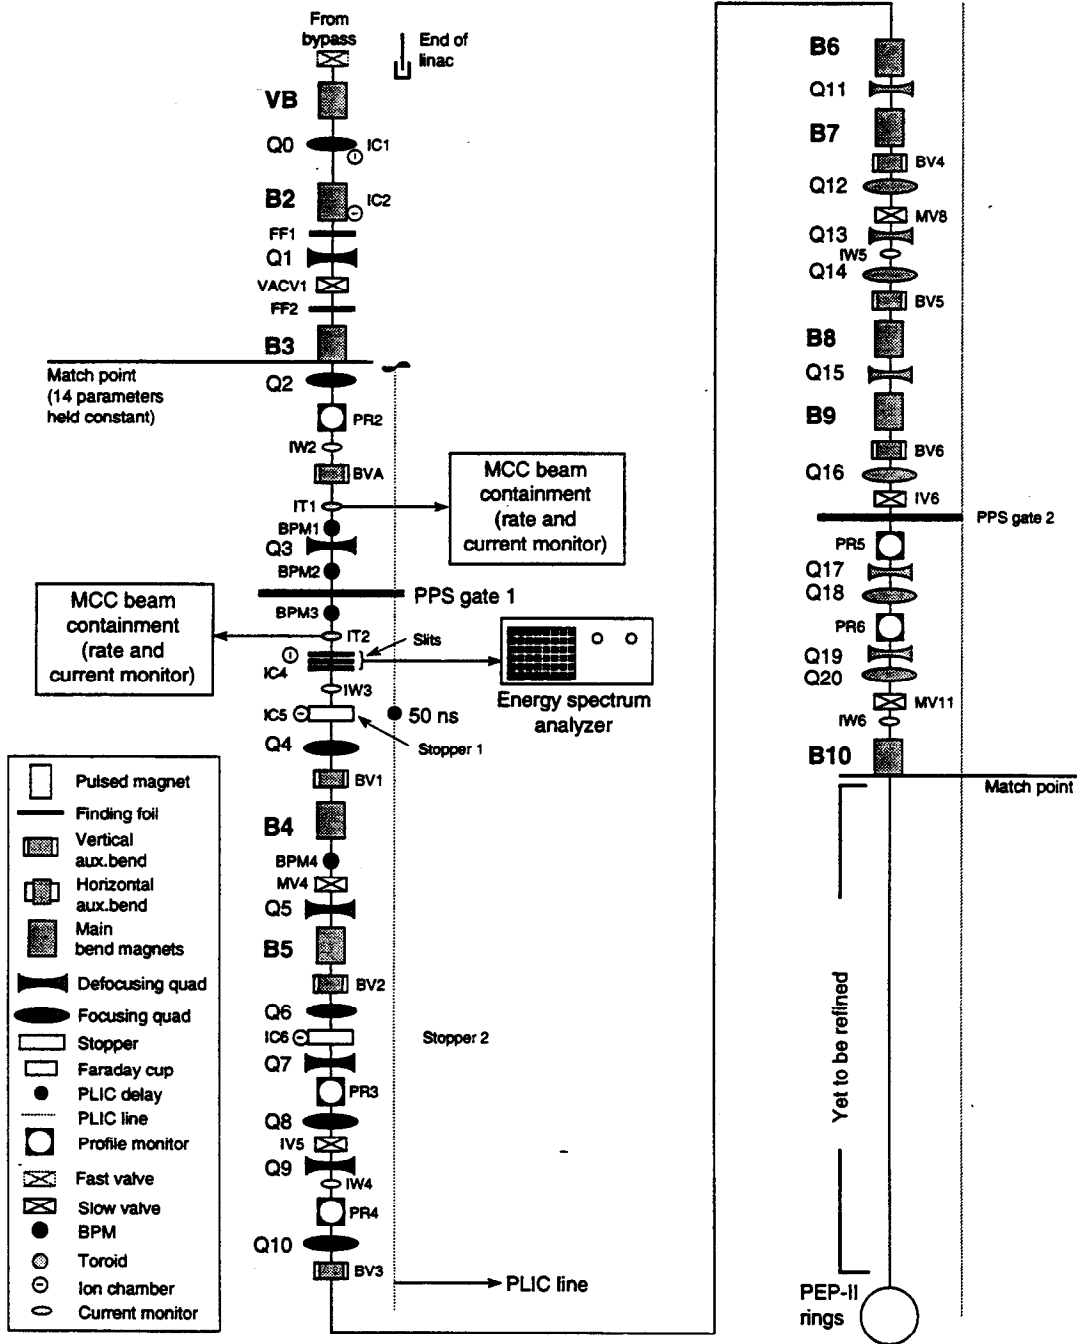 From
bypass
End of
linac
VB
Q0
IC1
B2
IC2
FF1
Q1
VACV1
FF2
B3
Match point
(14 parameters
held constant)
Q2
PR2
IW2
BVA
MCC beam
containment
(rate and
current monitor)
IT1
BPM1
Q3
BPM2
PPS gate 1
MCC beam
containment
(rate and
current monitor)
BPM3
IT2
Slits
IC4
IW3
Energy spectrum
analyzer
IC5
50 ns
Stopper 1
Q4
BV1
B4
BPM4
MV4
Q5
B5
BV2
Q6
IC6
Stopper 2
Q7
PR3
Q8
IV5
Q9
IW4
PR4
Q10
BV3
PLIC line
Pulsed magnet
Finding foil
Vertical
aux.bend
Horizontal
aux.bend
Main
bend magnets
Defocusing quad
Focusing quad
Stopper
Faraday cup
PLIC delay
PLIC line
Profile monitor
Fast valve
Slow valve
BPM
Toroid
Ion chamber
Current monitor
B6
Q11
B7
BV4
Q12
MV8
Q13
IW5
Q14
BV5
B8
Q15
B9
BV6
Q16
IV6
PPS gate 2
PR5
Q17
Q18
PR6
Q19
Q20
MV11
IW6
B10
Match point
Yet to be refined
PEP-II
rings